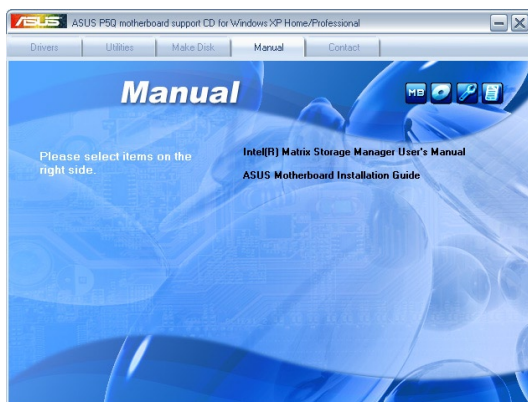 ASUS ASUS P5Q motherboard support CD for Windows XP Home/Professional
Drivers Utilities Make Disk Manual Contact
Manual
MB
Please select items on the
right side.
Intel(R) Matrix Storage Manager User's Manual
ASUS Motherboard Installation Guide